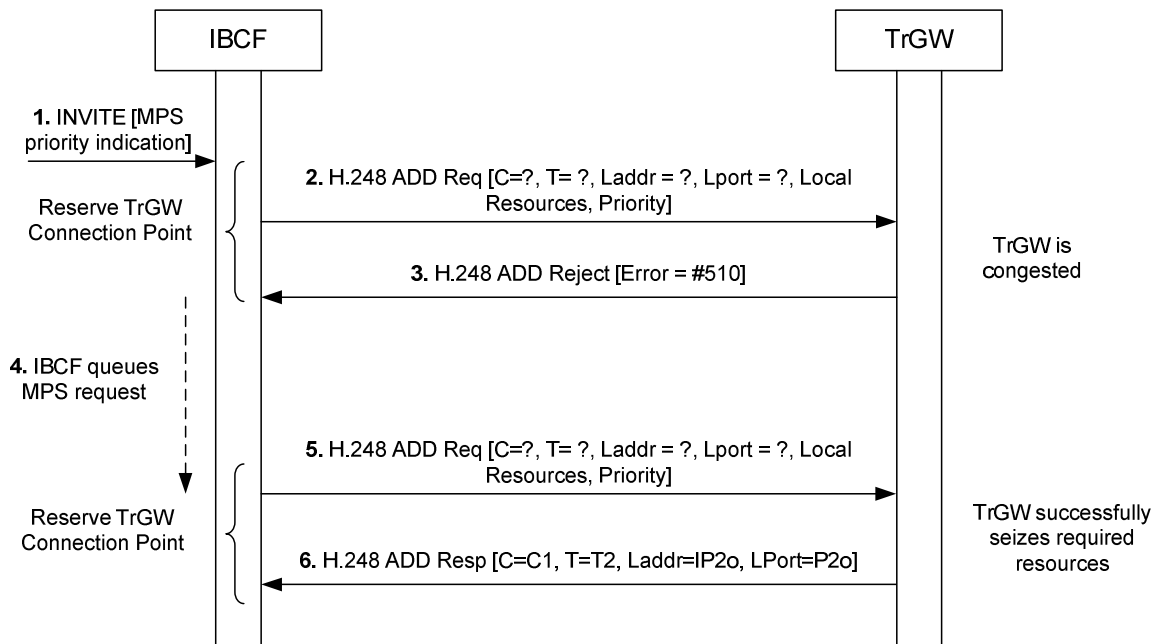 IBCF
TrGW
1. INVITE [MPS
priority indication]
2. H.248 ADD Req [C=?, T= ?, Laddr = ?, Lport = ?, Local
Resources, Priority]
Reserve TrGW
Connection Point
TrGW is
congested
3. H.248 ADD Reject [Error = #510]
4. IBCF queues
MPS request
5. H.248 ADD Req [C=?, T= ?, Laddr = ?, Lport = ?, Local
Resources, Priority]
Reserve TrGW
Connection Point
TrGW successfully
seizes required
resources
6. H.248 ADD Resp [C=C1, T=T2, Laddr=IP2o, LPort=P2o]